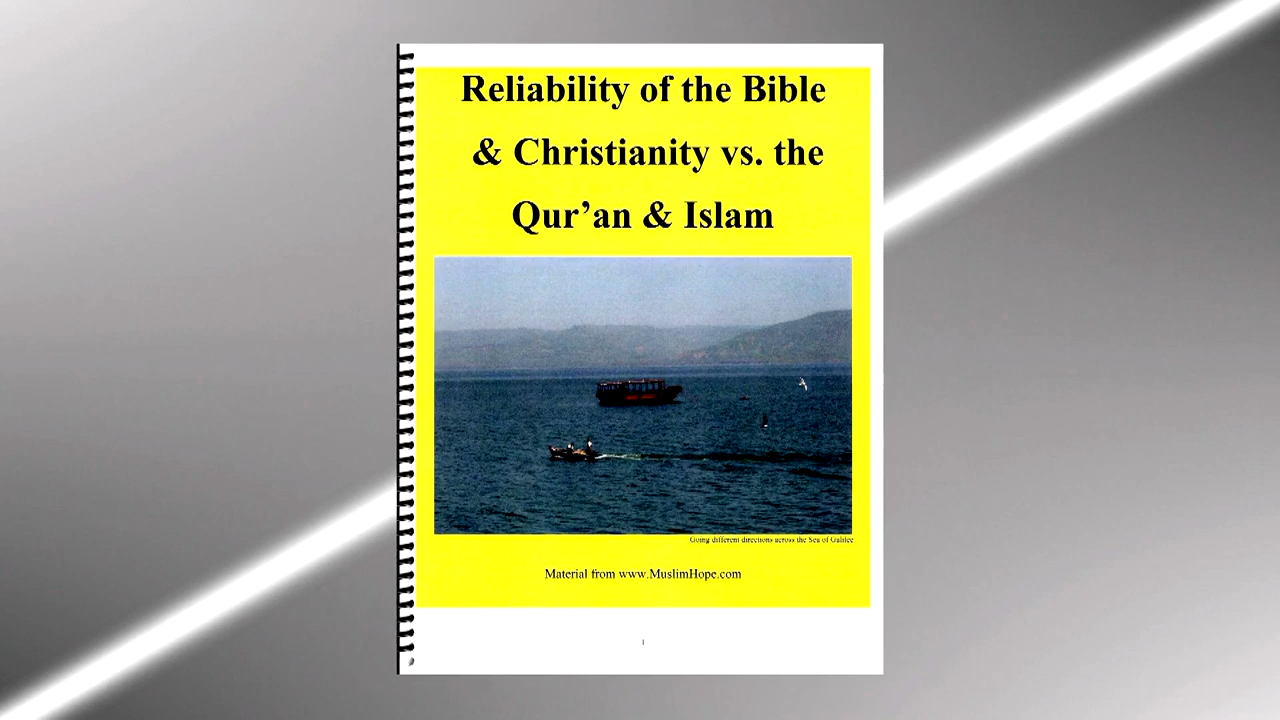 Reliability of the Bible
& Christianity vs. the
Qur’an & Islam
Going different directions across the Sea of Galilee
Material from www.MuslimHope.com
1